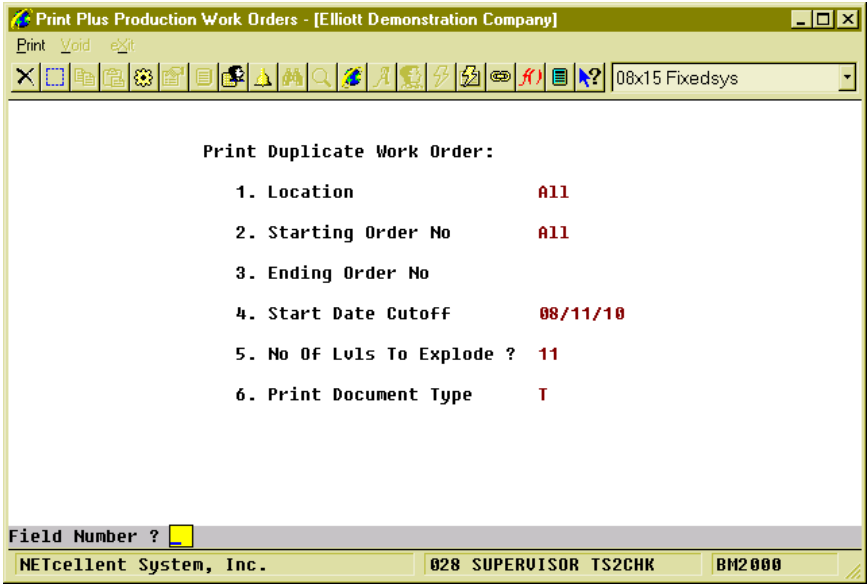 Print Plus Production Work Orders - [Elliott Demonstration Company]
Print Void eXit
08x15 Fixedsys
Print Duplicate Work Order:
1. Location All
2. Starting Order No All
3. Ending Order No
4. Start Date Cutoff 08/11/10
5. No Of Lvls To Explode ? 11
6. Print Document Type T
Field Number ?
NETcellent System, Inc. 028 SUPERVISOR TS2CHK BM2000